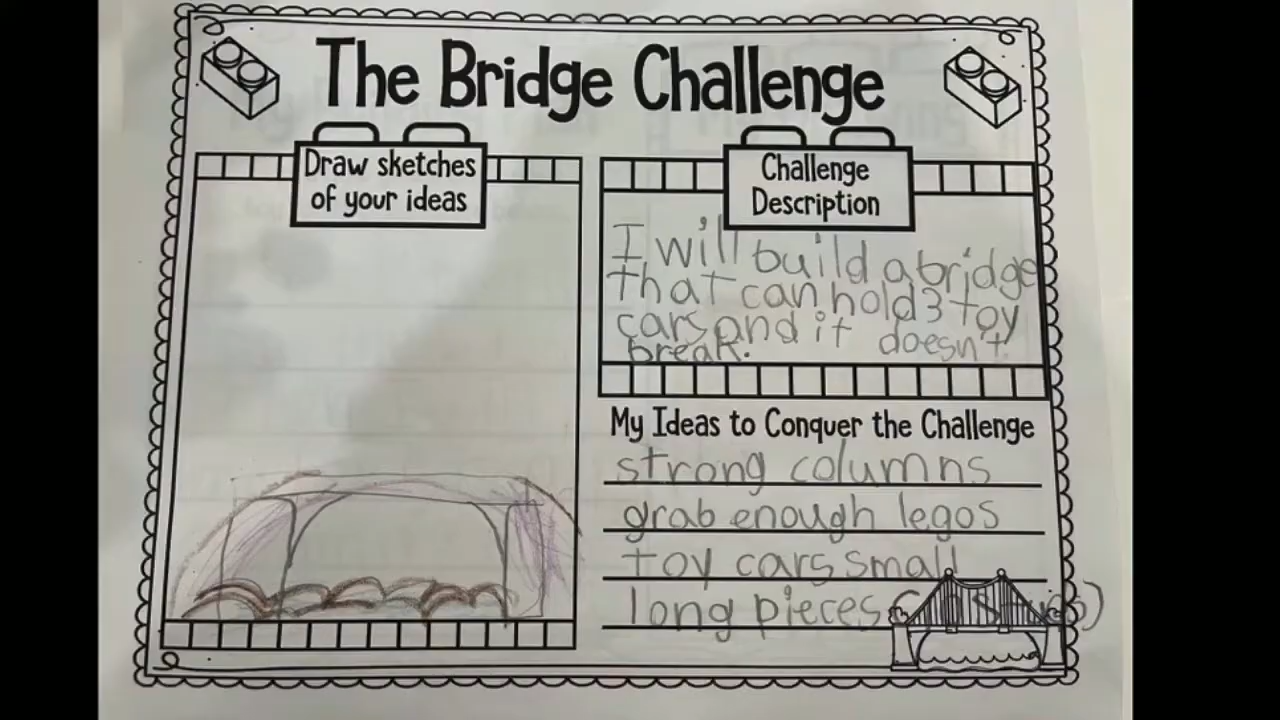 The Bridge Challenge
Draw sketches
of your ideas
Challenge
Description
I will build a bridge
that can hold 3 toy
cars and it doesn't
break.
My Ideas to Conquer the Challenge
strong columns
grab enough legos
toy cars small
long pieces